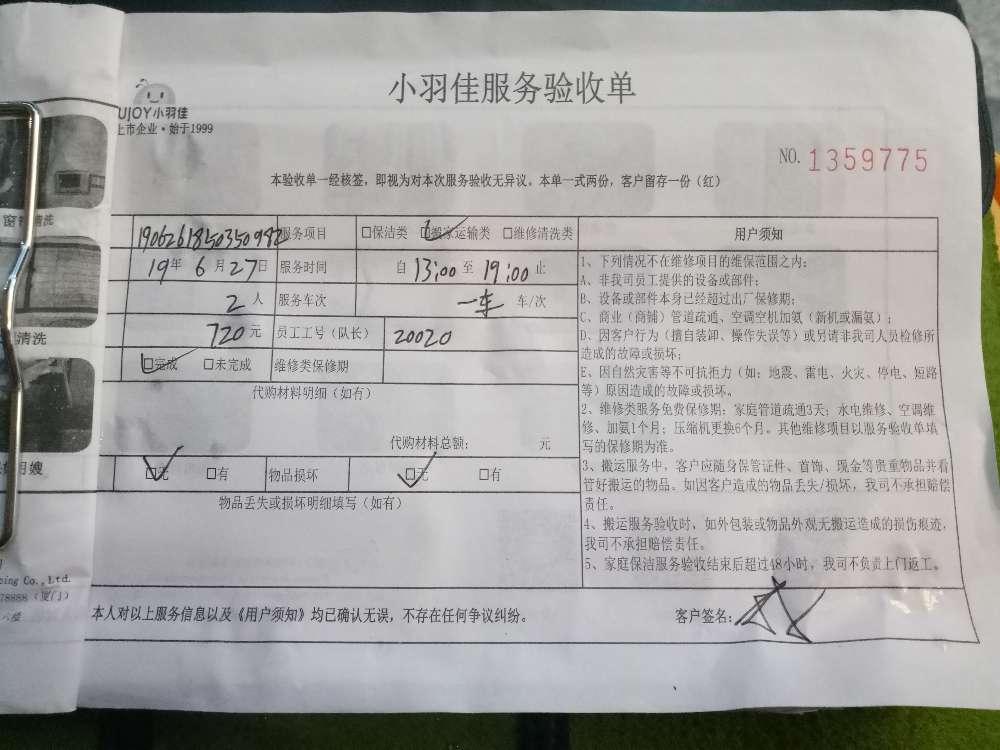 小羽佳服务验收单
UJOY小羽佳
上市企业·始于1999
NO. 1359775
本验收单一经核签，即视为对本次服务验收无异议。本单一式两份，客户留存一份（红）
服务项目 □保洁类 □搬家运输类 □维修清洗类
19年6月27日 服务时间 自 13:00 至 19:00 止
2人 服务车次 一车 车/次
720元 员工工号（队长） 20020
□完成 □未完成 维修类保修期
代购材料明细（如有）
代购材料总额： 元
□无 □有 物品损坏 □无 □有
物品丢失或损坏明细填写（如有）
用户须知
1、下列情况不在维修项目的维保范围之内：
A、非我司员工提供的设备或部件；
B、设备或部件本身已经超过出厂保修期；
C、商业（商铺）管道疏通、空调空机加氨（新机或漏氨）；
D、因客户行为（擅自装卸、操作失误等）或另请非我司人员检修所
造成的故障或损坏；
E、因自然灾害等不可抗拒力（如：地震、雷电、火灾、停电、短路
等）原因造成的故障或损坏。
2、维修类服务免费保修期：家庭管道疏通3天；水电维修、空调维
修、加氨1个月；压缩机更换6个月。其他维修项目以服务验收单填
写的保修期为准。
3、搬运服务中，客户应随身保管证件、首饰、现金等贵重物品并看
管好搬运的物品。如因客户造成的物品丢失/损坏，我司不承担赔偿
责任。
4、搬运服务验收时，如外包装或物品外观无搬运造成的损伤痕迹，
我司不承担赔偿责任。
5、家庭保洁服务验收结束后超过48小时，我司不负责上门返工。
本人对以上服务信息以及《用户须知》均已确认无误，不存在任何争议纠纷。
客户签名：
清洗
清洗
月嫂
ping Co.,Ltd.
78888（厦门）